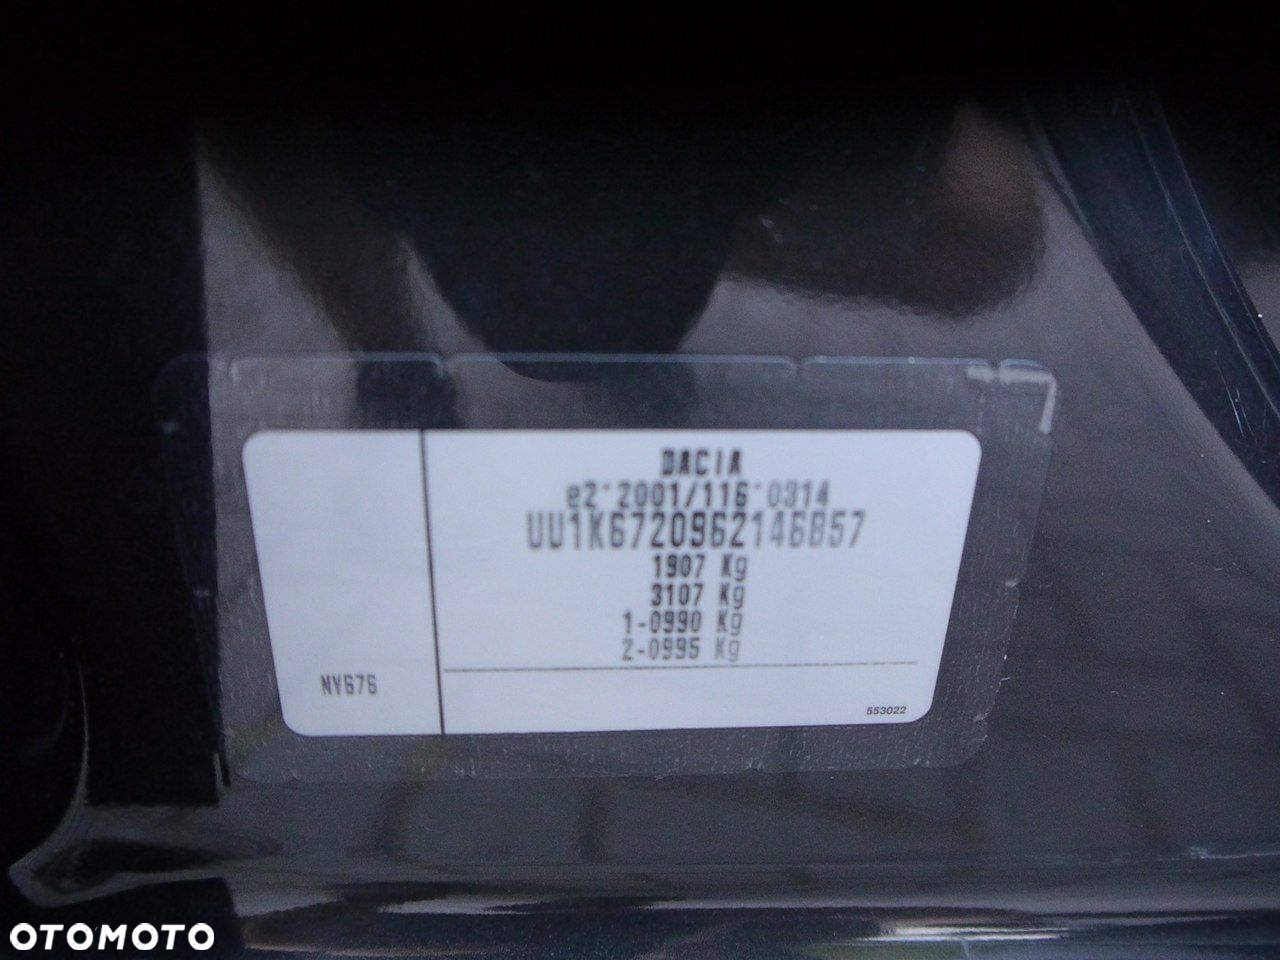 DACIA
e2*2001/116*0314
UU1K6720962146857
1907 Kg
3107 Kg
1-0990 Kg
2-0995 Kg
NV676
553022
OTOMOTO